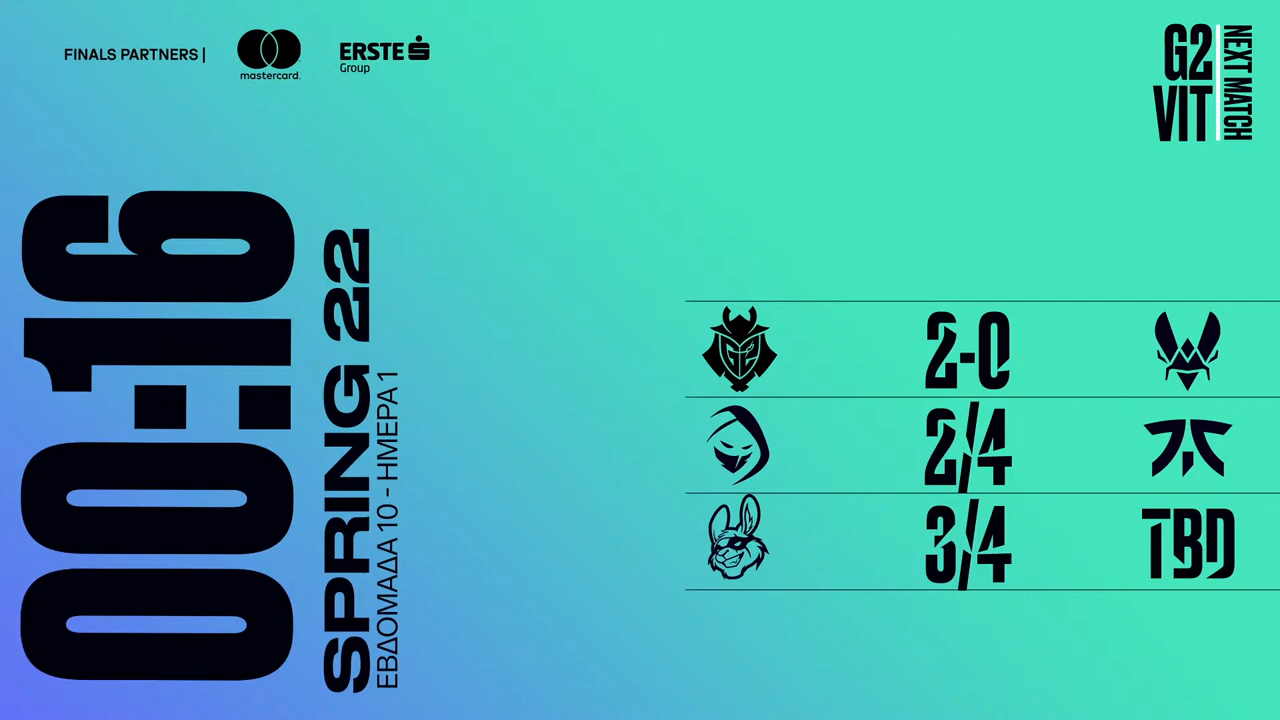 FINALS PARTNERS |
mastercard.
ERSTE
Group
G2
VIT
NEXT MATCH
00:16
SPRING 22
ΕΒΔΟΜΑΔΑ 10 - ΗΜΕΡΑ 1
G2
2-0
2/4
3/4
TBD